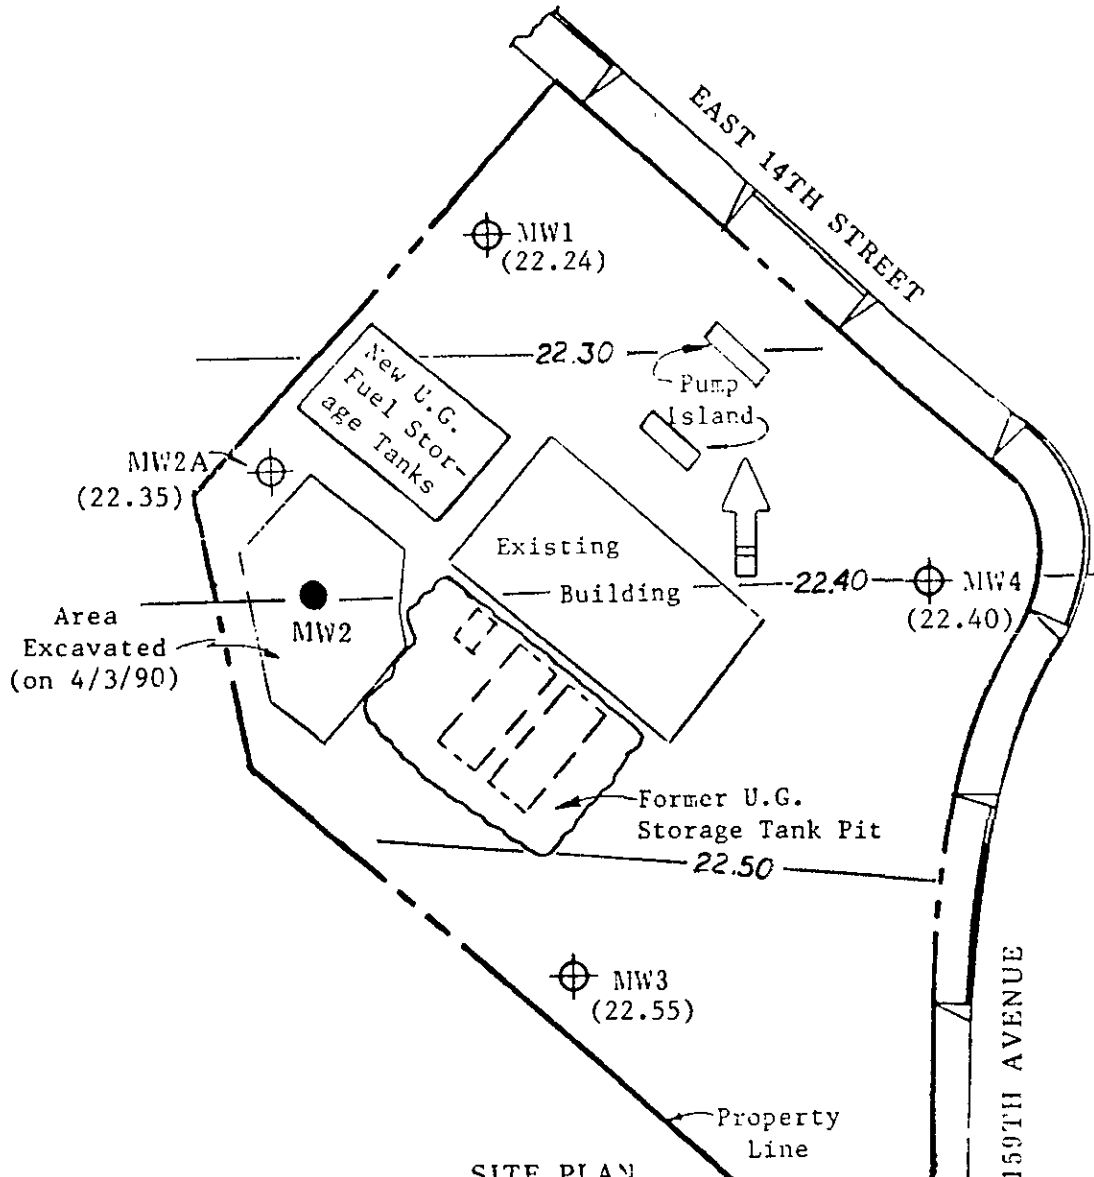 EAST 14TH STREET
MW1
(22.24)
22.30
New U.G.
Fuel Stor-
age Tanks
Pump
Island
MW2A
(22.35)
Existing
Building
22.40
MW4
(22.40)
Area
Excavated
(on 4/3/90)
MW2
Former U.G.
Storage Tank Pit
22.50
MW3
(22.55)
159TH AVENUE
Property
Line
SITE PLAN